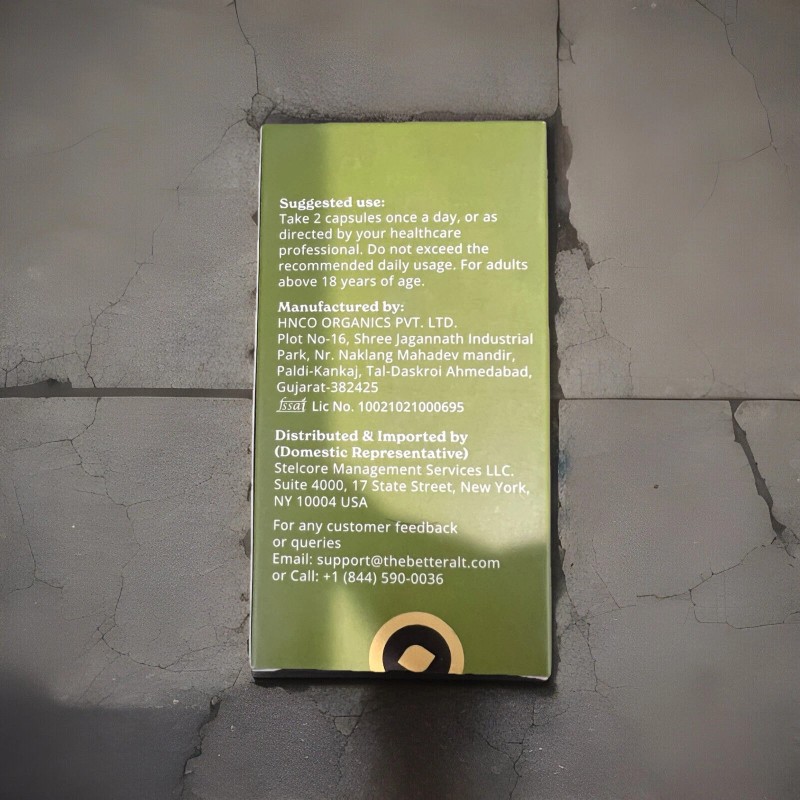 Suggested use:
Take 2 capsules once a day, or as
directed by your healthcare
professional. Do not exceed the
recommended daily usage. For adults
above 18 years of age.
Manufactured by:
HNCO ORGANICS PVT. LTD.
Plot No-16, Shree Jagannath Industrial
Park, Nr. Naklang Mahadev mandir,
Paldi-Kankaj, Tal-Daskroi Ahmedabad,
Gujarat-382425
fssai Lic No. 10021021000695
Distributed & Imported by
(Domestic Representative)
Stelcore Management Services LLC.
Suite 4000, 17 State Street, New York,
NY 10004 USA
For any customer feedback
or queries
Email: support@thebetteralt.com
or Call: +1 (844) 590-0036